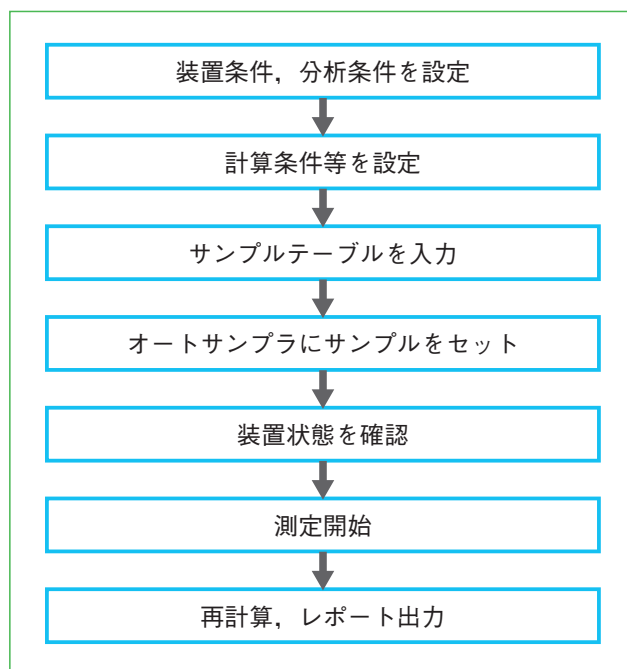 装置条件，分析条件を設定
計算条件等を設定
サンプルテーブルを入力
オートサンプラにサンプルをセット
装置状態を確認
測定開始
再計算，レポート出力